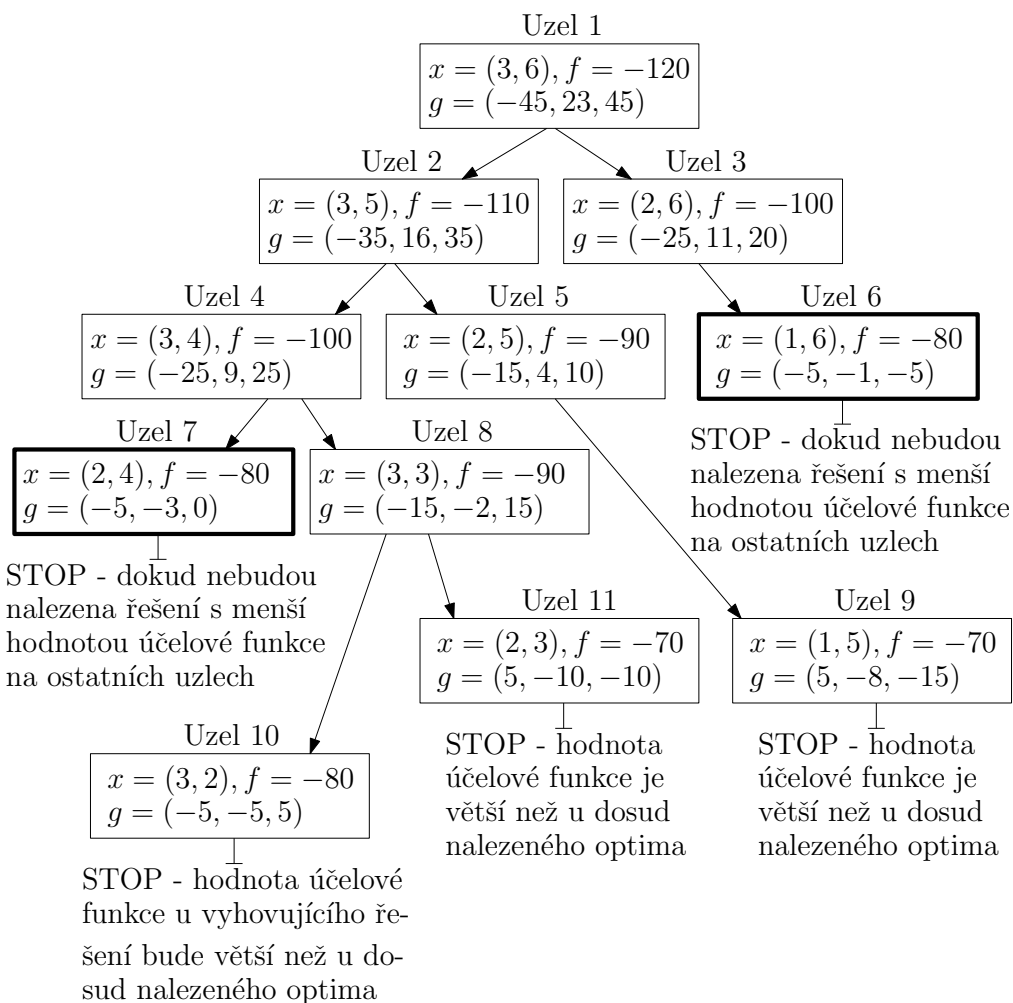 Uzel 1
x = (3, 6), f = −120
g = (−45, 23, 45)
Uzel 2
x = (3, 5), f = −110
g = (−35, 16, 35)
Uzel 3
x = (2, 6), f = −100
g = (−25, 11, 20)
Uzel 4
x = (3, 4), f = −100
g = (−25, 9, 25)
Uzel 5
x = (2, 5), f = −90
g = (−15, 4, 10)
Uzel 6
x = (1, 6), f = −80
g = (−5, −1, −5)
STOP - dokud nebudou
nalezena řešení s menší
hodnotou účelové funkce
na ostatních uzlech
Uzel 7
x = (2, 4), f = −80
g = (−5, −3, 0)
STOP - dokud nebudou
nalezena řešení s menší
hodnotou účelové funkce
na ostatních uzlech
Uzel 8
x = (3, 3), f = −90
g = (−15, −2, 15)
Uzel 11
x = (2, 3), f = −70
g = (5, −10, −10)
STOP - hodnota
účelové funkce je
větší než u dosud
nalezeného optima
Uzel 9
x = (1, 5), f = −70
g = (5, −8, −15)
STOP - hodnota
účelové funkce je
větší než u dosud
nalezeného optima
Uzel 10
x = (3, 2), f = −80
g = (−5, −5, 5)
STOP - hodnota účelové
funkce u vyhovujícího ře-
šení bude větší než u do-
sud nalezeného optima